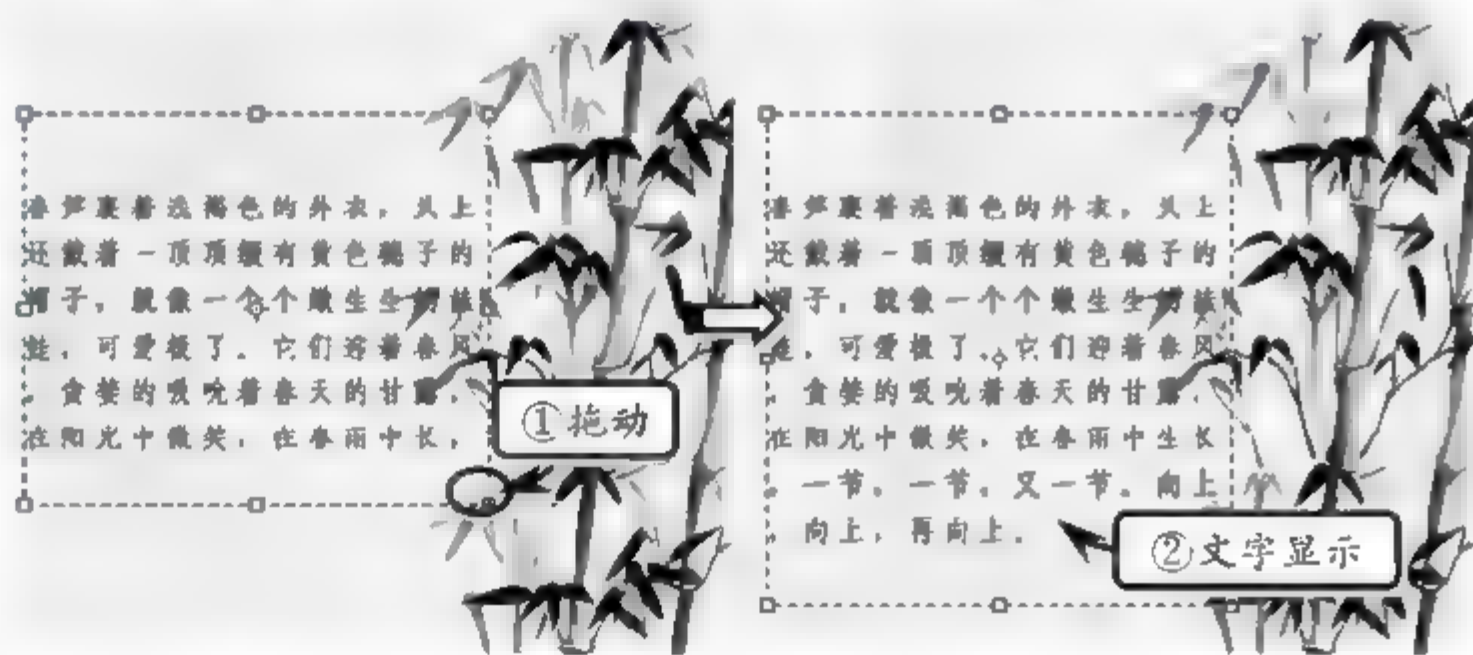 春笋裹着浅褐色的外衣，头上
还戴着一顶顶镶有黄色穗子的
帽子，就像一个个嫩生生的娃
娃，可爱极了。它们迎着春风
，贪婪的吸吮着春天的甘露，
在阳光中微笑，在春雨中长，
①拖动
春笋裹着浅褐色的外衣，头上
还戴着一顶顶镶有黄色穗子的
帽子，就像一个个嫩生生的娃
娃，可爱极了。它们迎着春风
，贪婪的吸吮着春天的甘露，
在阳光中微笑，在春雨中生长
，一节，一节，又一节。向上
，向上，再向上。
②文字显示